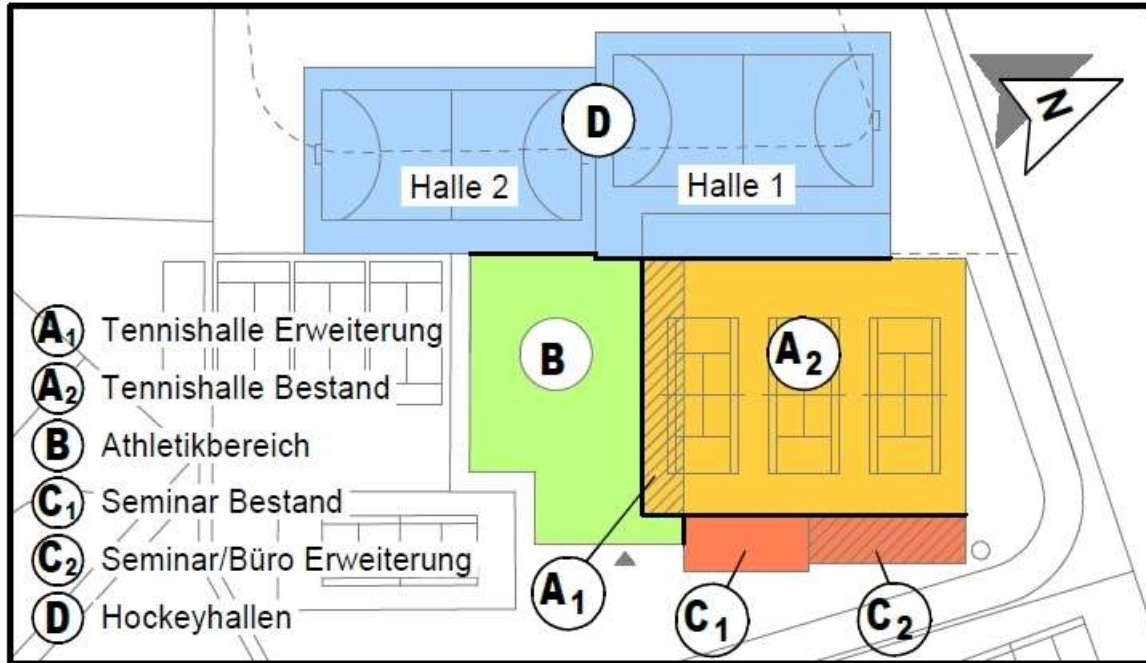 D
Halle 2
Halle 1
N
A1 Tennishalle Erweiterung
A2 Tennishalle Bestand
B Athletikbereich
C1 Seminar Bestand
C2 Seminar/Büro Erweiterung
D Hockeyhallen
B
A2
A1
C1
C2